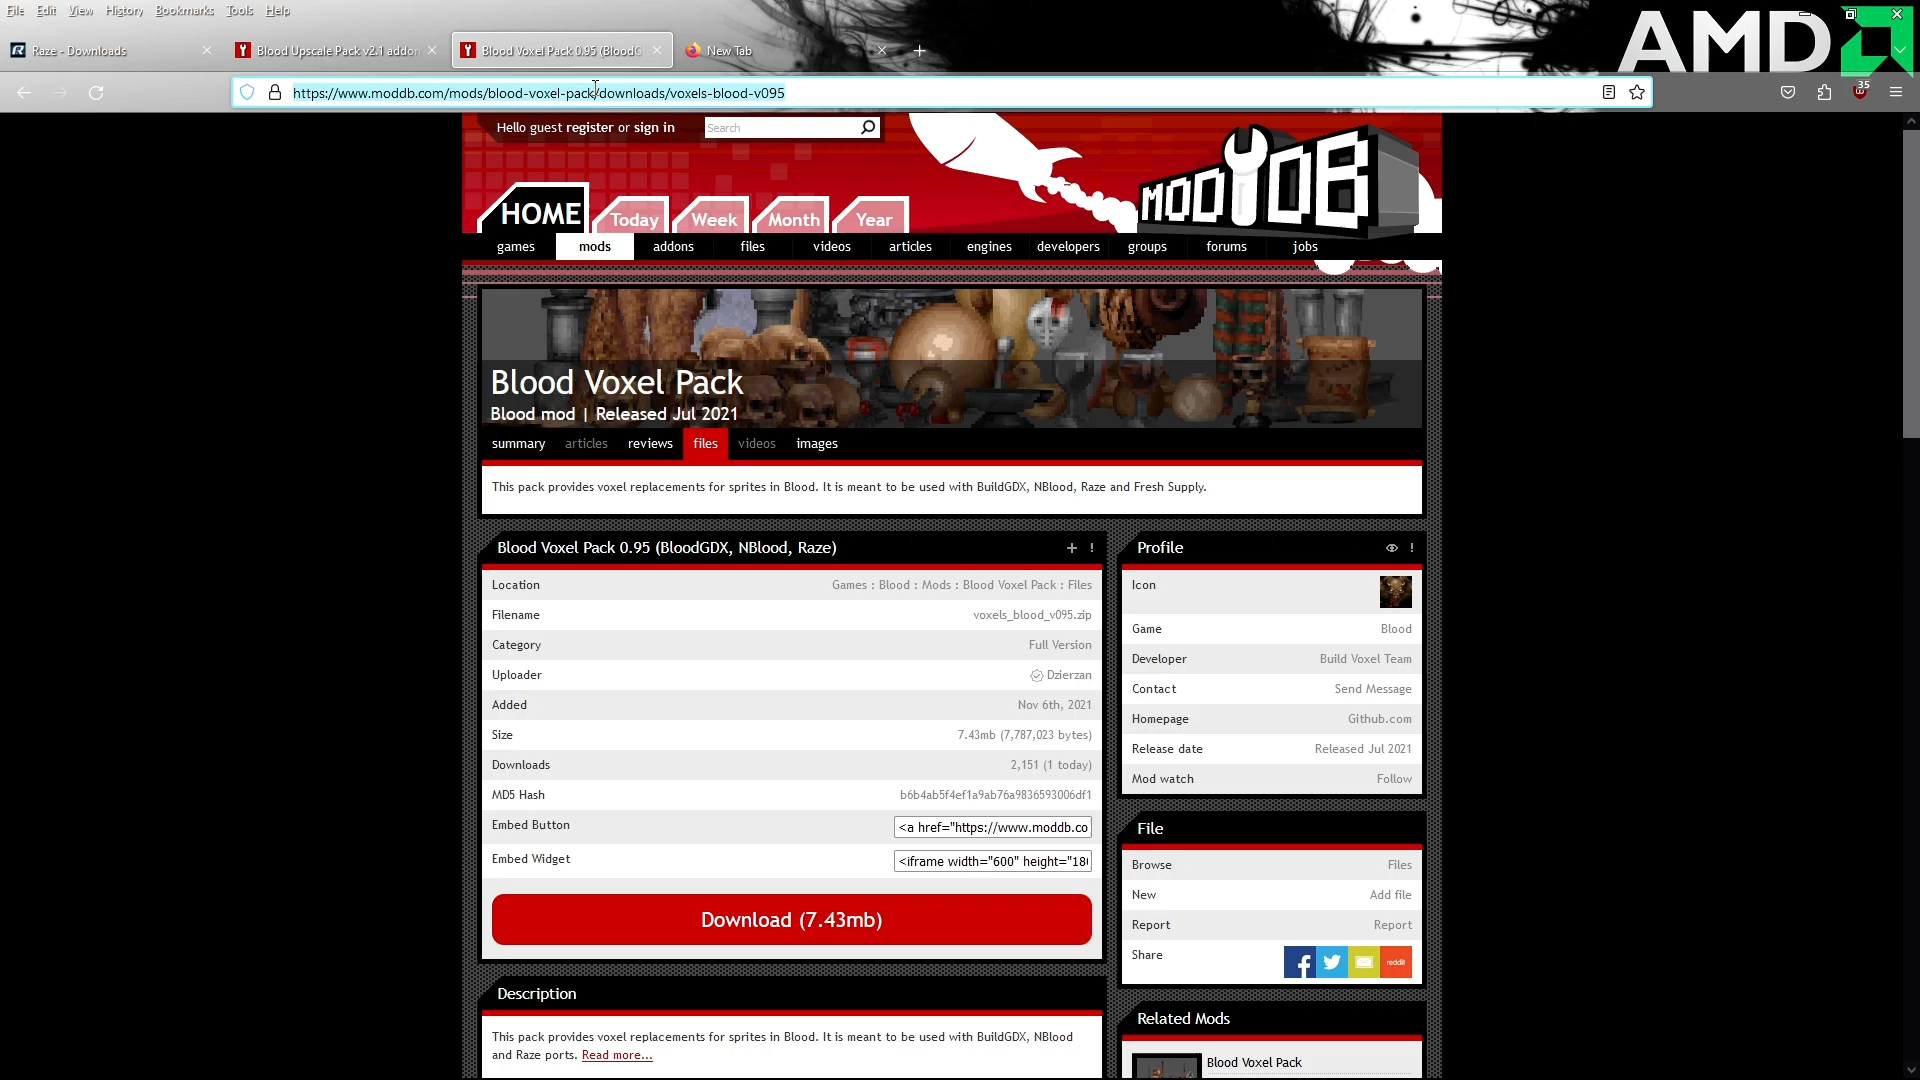 File Edit View History Bookmarks Tools Help
AMD
Raze - Downloads
Blood Upscale Pack v2.1 addon
Blood Voxel Pack 0.95 (BloodG
New Tab
https://www.moddb.com/mods/blood-voxel-pack/downloads/voxels-blood-v095
35
Hello guest register or sign in
Search
MOD DB
HOME Today Week Month Year
games mods addons files videos articles engines developers groups forums jobs
Blood Voxel Pack
Blood mod | Released Jul 2021
summary articles reviews files videos images
This pack provides voxel replacements for sprites in Blood. It is meant to be used with BuildGDX, NBlood, Raze and Fresh Supply.
Blood Voxel Pack 0.95 (BloodGDX, NBlood, Raze)
Location Games : Blood : Mods : Blood Voxel Pack : Files
Filename voxels_blood_v095.zip
Category Full Version
Uploader Dzierzan
Added Nov 6th, 2021
Size 7.43mb (7,787,023 bytes)
Downloads 2,151 (1 today)
MD5 Hash b6b4ab5f4ef1a9ab76a9836593006df1
Embed Button <a href="https://www.moddb.co
Embed Widget <iframe width="600" height="18
Download (7.43mb)
Description
This pack provides voxel replacements for sprites in Blood. It is meant to be used with BuildGDX, NBlood
and Raze ports. Read more...
Profile
Icon
Game Blood
Developer Build Voxel Team
Contact Send Message
Homepage Github.com
Release date Released Jul 2021
Mod watch Follow
File
Browse Files
New Add file
Report Report
Share
reddit
Related Mods
Blood Voxel Pack